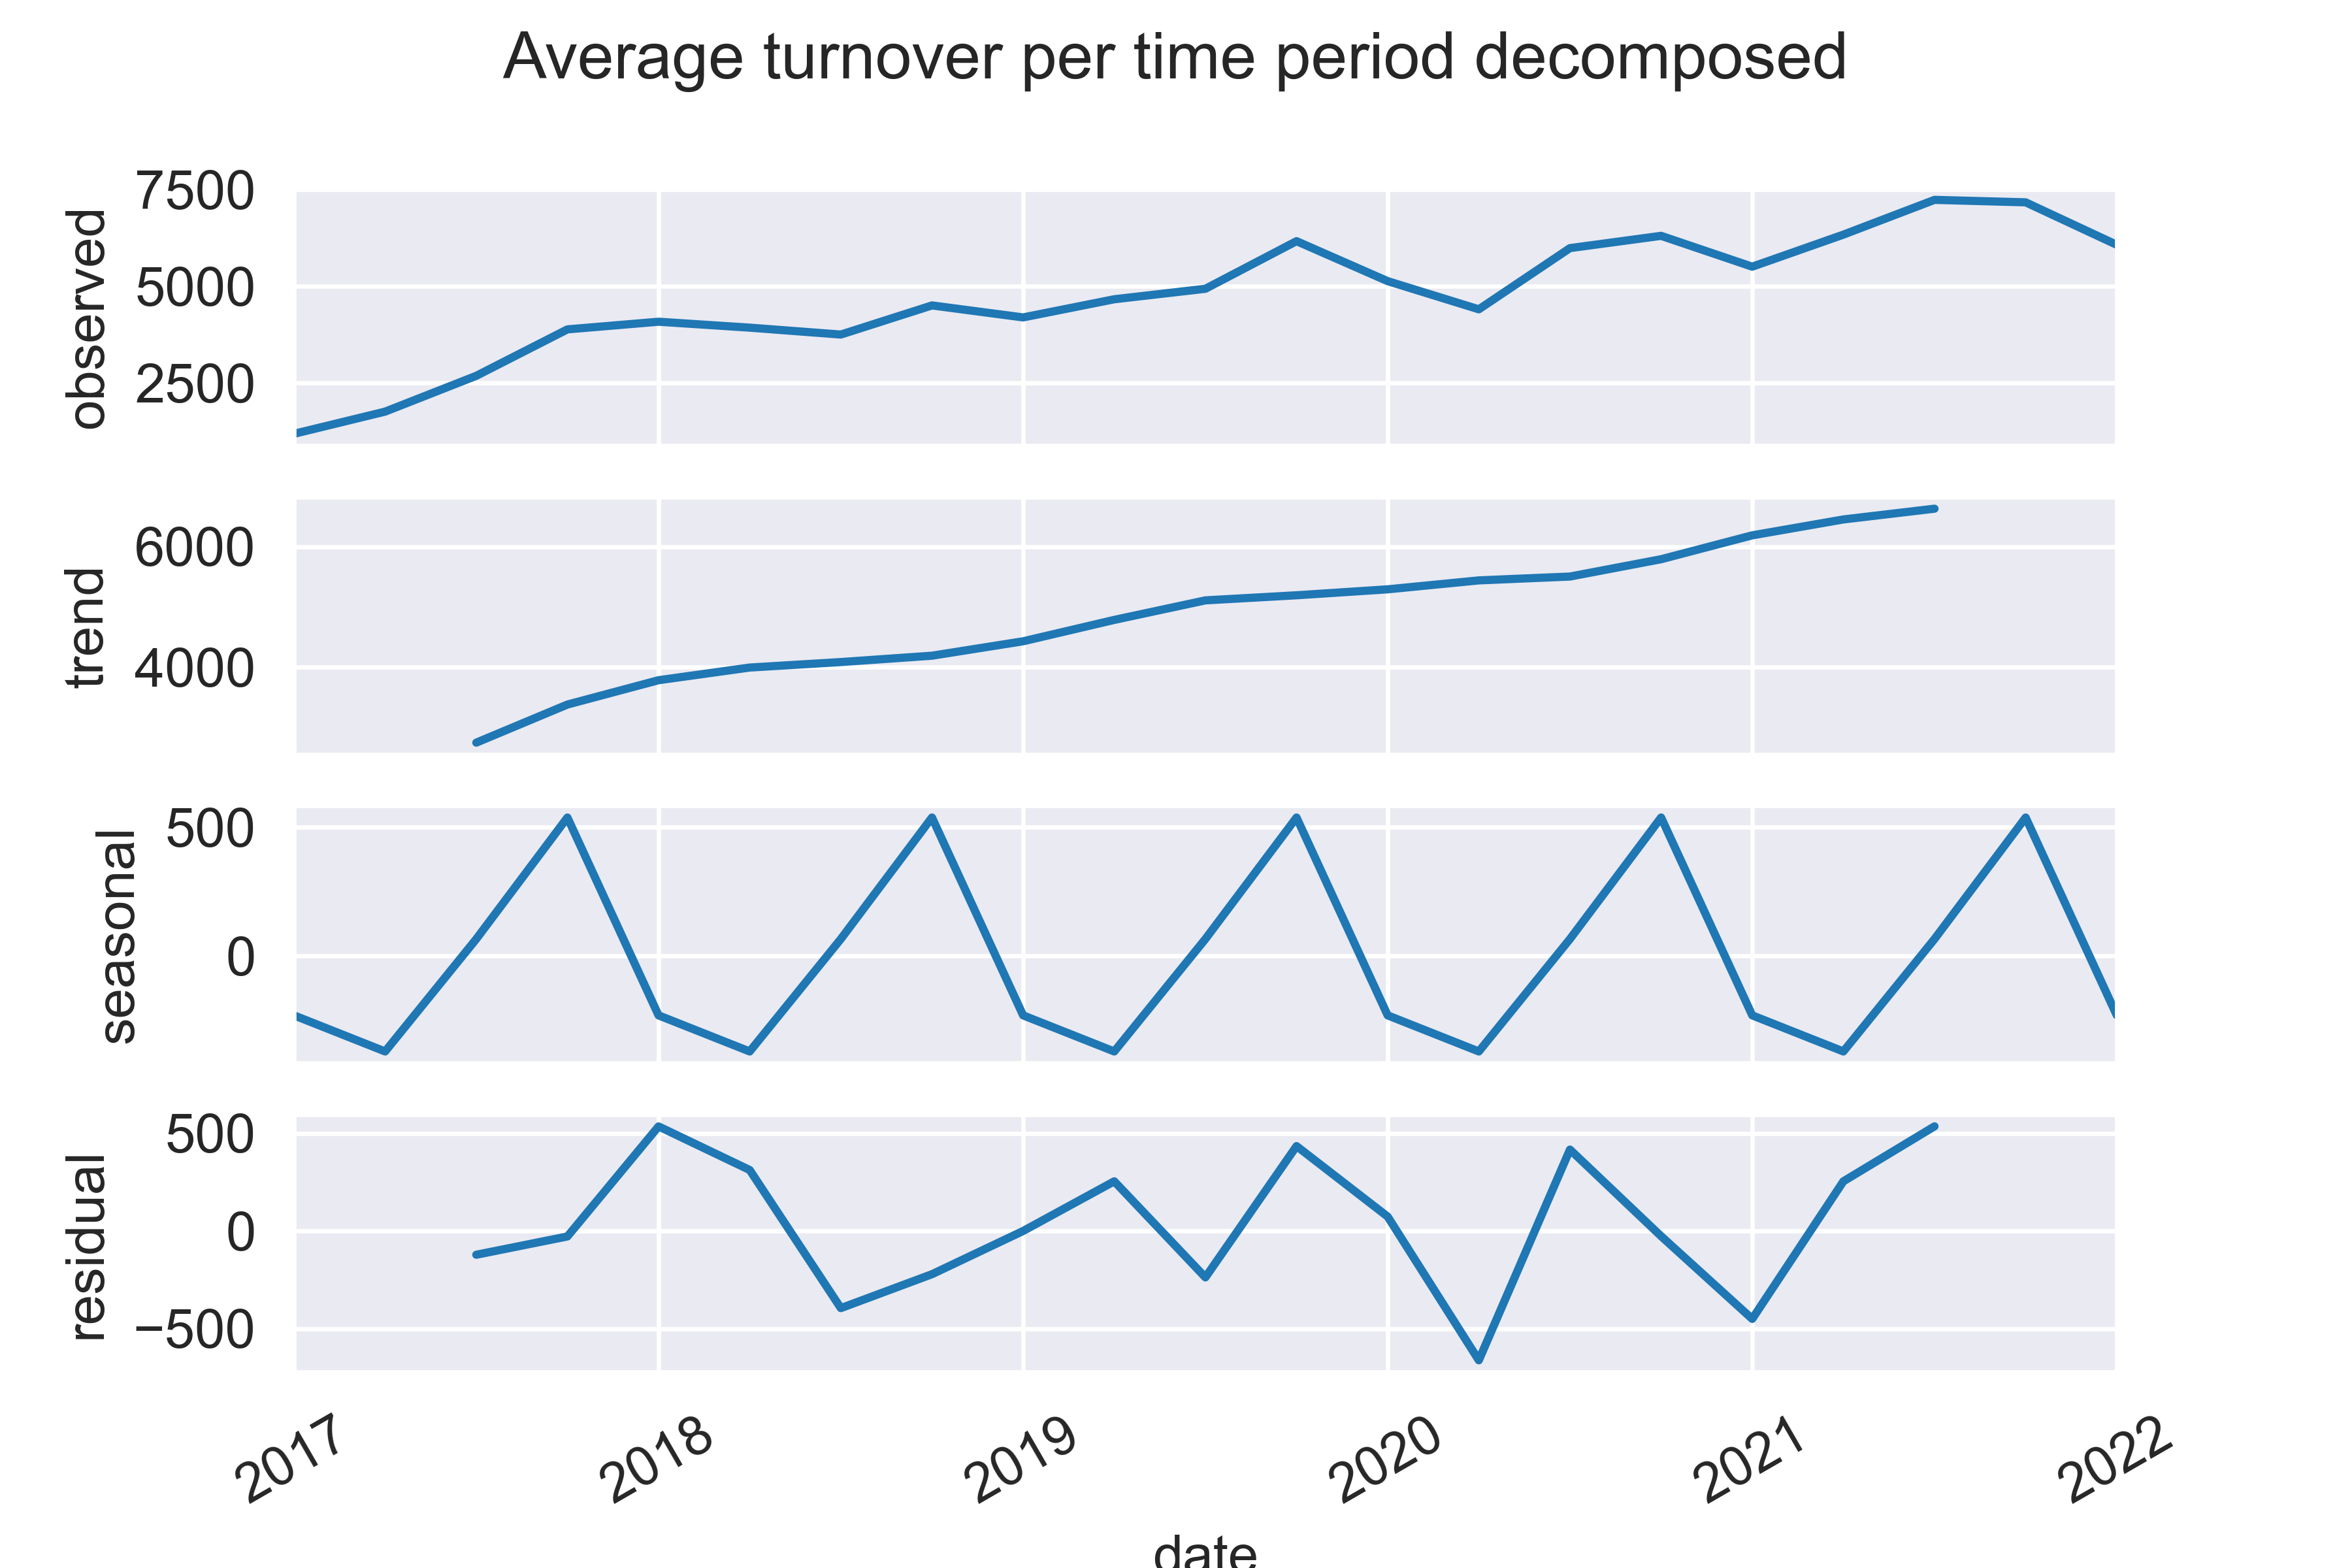 Average turnover per time period decomposed
7500
5000
2500
observed
6000
4000
trend
500
0
seasonal
500
0
−500
residual
2017
2018
2019
2020
2021
2022
date